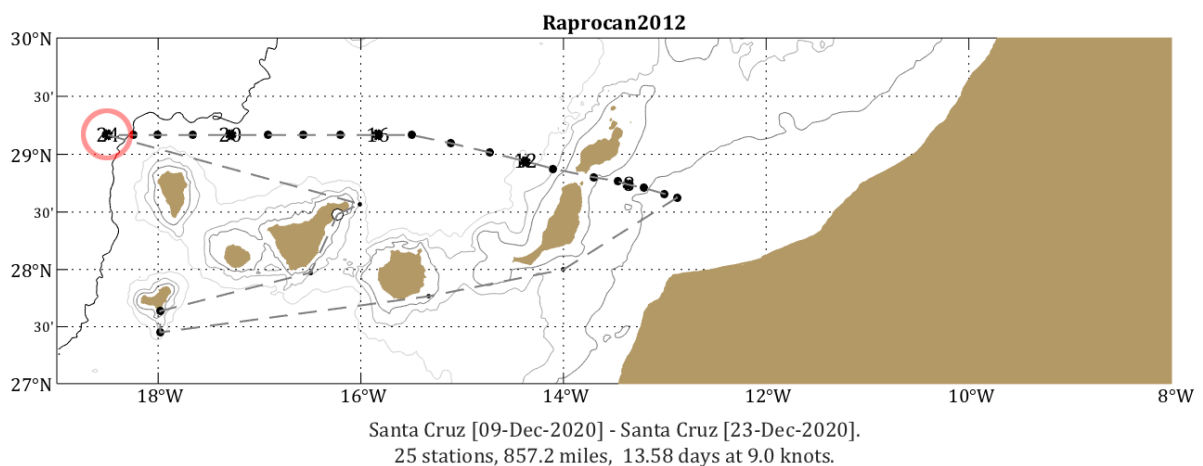 Raprocan2012
30°N
30'
24
20
16
29°N
12
8
30'
28°N
30'
27°N
18°W
16°W
14°W
12°W
10°W
8°W
Santa Cruz [09-Dec-2020] - Santa Cruz [23-Dec-2020].
25 stations, 857.2 miles, 13.58 days at 9.0 knots.